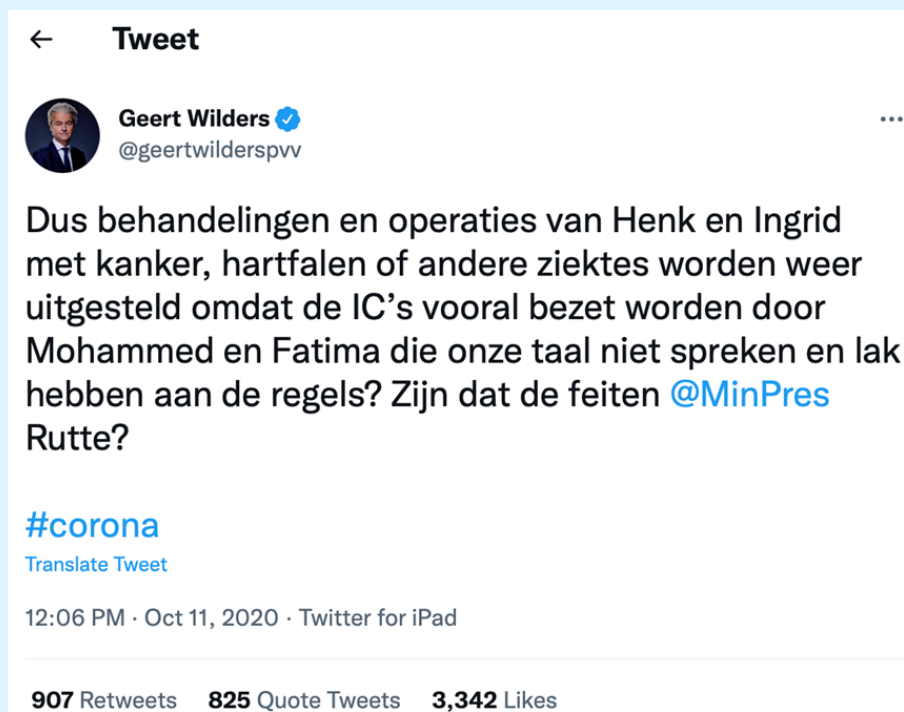 ← Tweet
Geert Wilders
@geertwilderspvv
Dus behandelingen en operaties van Henk en Ingrid
met kanker, hartfalen of andere ziektes worden weer
uitgesteld omdat de IC’s vooral bezet worden door
Mohammed en Fatima die onze taal niet spreken en lak
hebben aan de regels? Zijn dat de feiten @MinPres
Rutte?
#corona
Translate Tweet
12:06 PM · Oct 11, 2020 · Twitter for iPad
907 Retweets 825 Quote Tweets 3,342 Likes